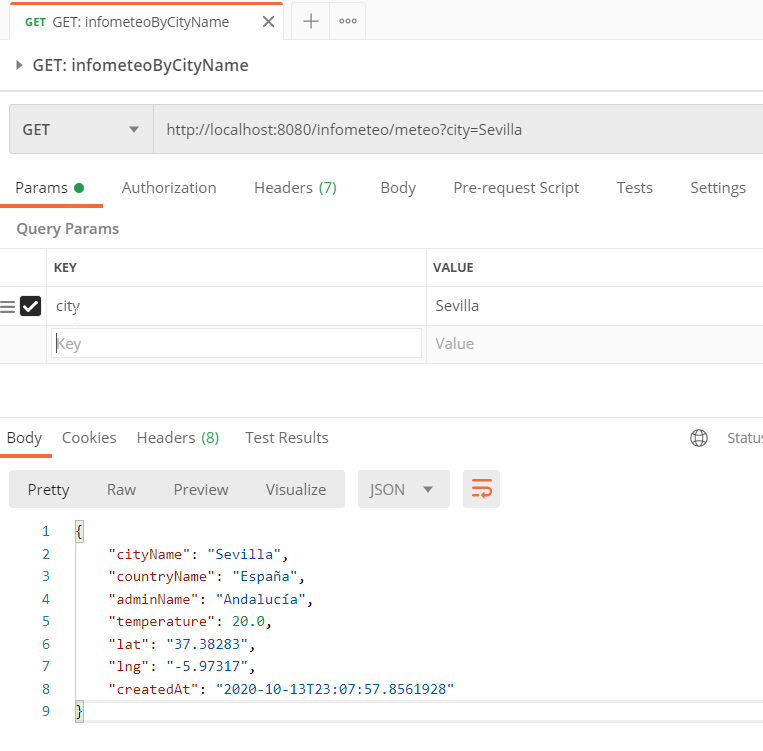 GET GET: infometeoByCityName
GET: infometeoByCityName
GET http://localhost:8080/infometeo/meteo?city=Sevilla
Params Authorization Headers (7) Body Pre-request Script Tests Settings
Query Params
KEY VALUE
city Sevilla
Key Value
Body Cookies Headers (8) Test Results Status
Pretty Raw Preview Visualize JSON
1 {
2 "cityName": "Sevilla",
3 "countryName": "España",
4 "adminName": "Andalucía",
5 "temperature": 20.0,
6 "lat": "37.38283",
7 "lng": "-5.97317",
8 "createdAt": "2020-10-13T23:07:57.8561928"
9 }